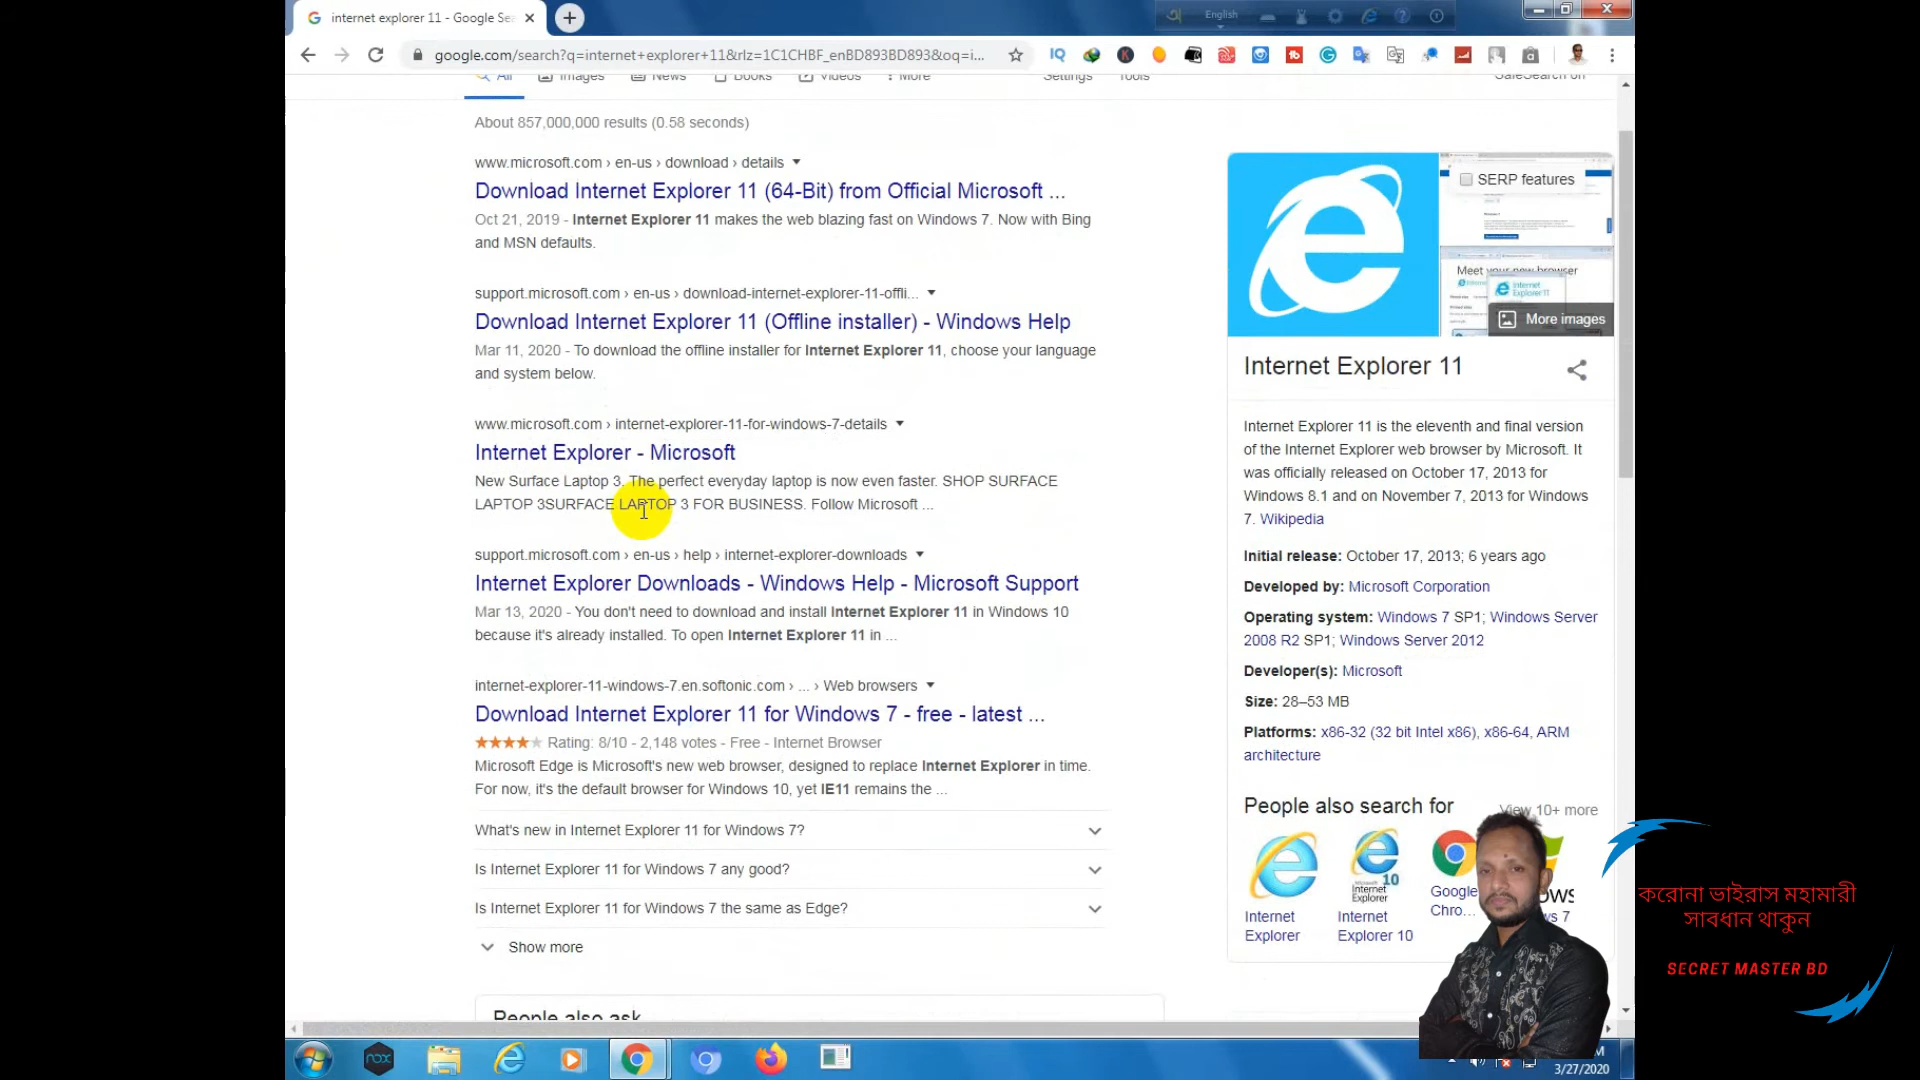 internet explorer 11 - Google Se
English
google.com/search?q=internet+explorer+11&rlz=1C1CHBF_enBD893BD893&oq=i...
All Images News Books Videos More Settings Tools SafeSearch on
About 857,000,000 results (0.58 seconds)
www.microsoft.com › en-us › download › details
Download Internet Explorer 11 (64-Bit) from Official Microsoft ...
Oct 21, 2019 - Internet Explorer 11 makes the web blazing fast on Windows 7. Now with Bing
and MSN defaults.
support.microsoft.com › en-us › download-internet-explorer-11-offli...
Download Internet Explorer 11 (Offline installer) - Windows Help
Mar 11, 2020 - To download the offline installer for Internet Explorer 11, choose your language
and system below.
www.microsoft.com › internet-explorer-11-for-windows-7-details
Internet Explorer - Microsoft
New Surface Laptop 3. The perfect everyday laptop is now even faster. SHOP SURFACE
LAPTOP 3SURFACE LAPTOP 3 FOR BUSINESS. Follow Microsoft ...
support.microsoft.com › en-us › help › internet-explorer-downloads
Internet Explorer Downloads - Windows Help - Microsoft Support
Mar 13, 2020 - You don't need to download and install Internet Explorer 11 in Windows 10
because it's already installed. To open Internet Explorer 11 in ...
internet-explorer-11-windows-7.en.softonic.com › ... › Web browsers
Download Internet Explorer 11 for Windows 7 - free - latest ...
Rating: 8/10 - 2,148 votes - Free - Internet Browser
Microsoft Edge is Microsoft's new web browser, designed to replace Internet Explorer in time.
For now, it's the default browser for Windows 10, yet IE11 remains the ...
What's new in Internet Explorer 11 for Windows 7?
Is Internet Explorer 11 for Windows 7 any good?
Is Internet Explorer 11 for Windows 7 the same as Edge?
Show more
People also ask
SERP features
Meet your new browser
Internet
Explorer 11
More images
Internet Explorer 11
Internet Explorer 11 is the eleventh and final version
of the Internet Explorer web browser by Microsoft. It
was officially released on October 17, 2013 for
Windows 8.1 and on November 7, 2013 for Windows
7. Wikipedia
Initial release: October 17, 2013; 6 years ago
Developed by: Microsoft Corporation
Operating system: Windows 7 SP1; Windows Server
2008 R2 SP1; Windows Server 2012
Developer(s): Microsoft
Size: 28–53 MB
Platforms: x86-32 (32 bit Intel x86), x86-64, ARM
architecture
People also search for View 10+ more
Internet
Explorer
10
Internet
Explorer
Internet
Explorer 10
Google
Chro...
s 7
করোনা ভাইরাস মহামারী
সাবধান থাকুন
SECRET MASTER BD
nox
3/27/2020